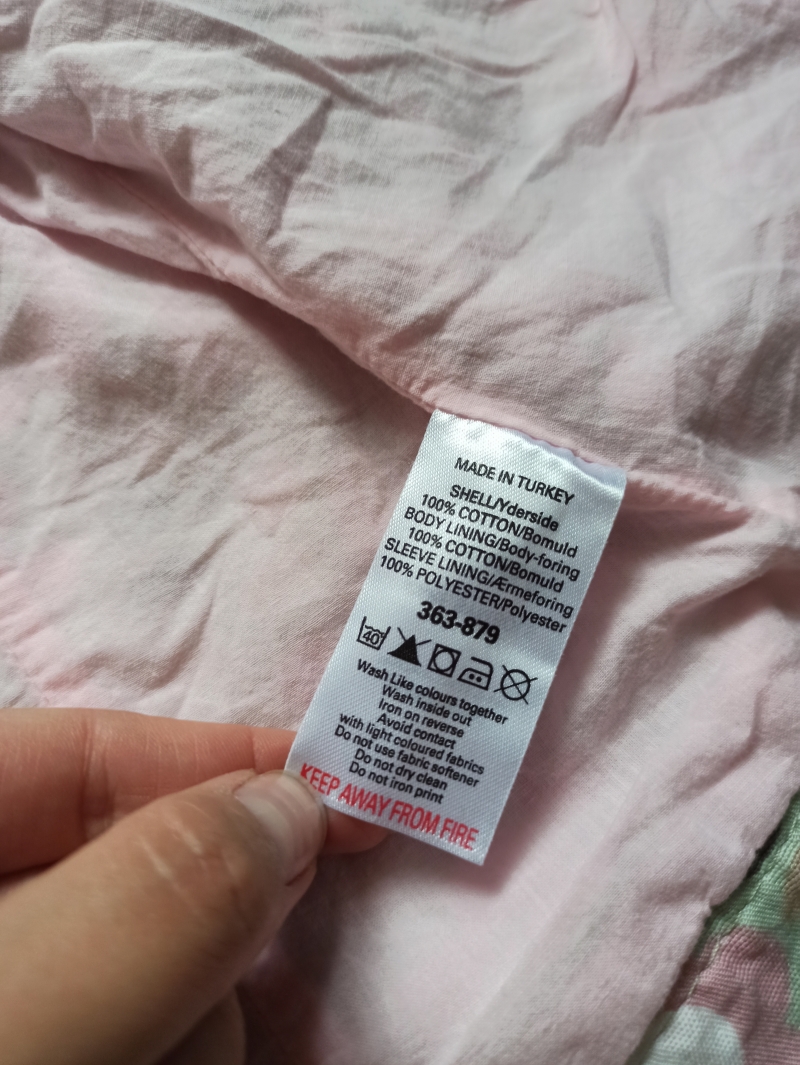 MADE IN TURKEY
SHELL/Yderside
100% COTTON/Bomuld
BODY LINING/Body-foring
100% COTTON/Bomuld
SLEEVE LINING/Ærmeforing
100% POLYESTER/Polyester
363-879
40
Wash Like colours together
Wash inside out
Iron on reverse
Avoid contact
with light coloured fabrics
Do not use fabric softener
Do not dry clean
Do not iron print
KEEP AWAY FROM FIRE